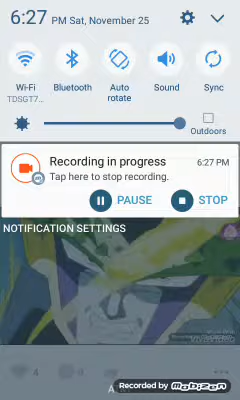 6:27 PM Sat, November 25
Wi-Fi
TDSGT7...
Bluetooth
Auto rotate
Sound
Sync
Outdoors
Recording in progress 6:27 PM
Tap here to stop recording.
PAUSE STOP
NOTIFICATION SETTINGS
4
Recorded by Mobizen